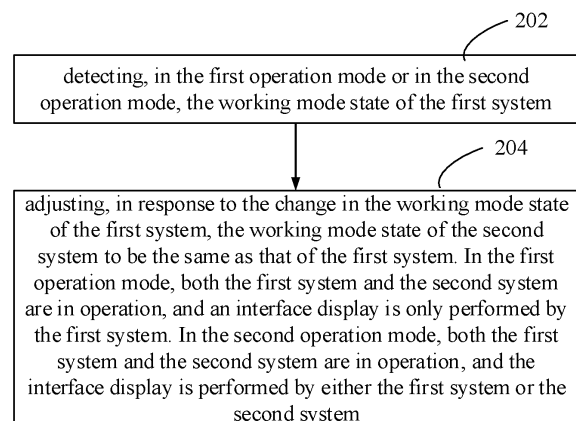 202
detecting, in the first operation mode or in the second
operation mode, the working mode state of the first system
204
adjusting, in response to the change in the working mode state
of the first system, the working mode state of the second
system to be the same as that of the first system. In the first
operation mode, both the first system and the second system
are in operation, and an interface display is only performed by
the first system. In the second operation mode, both the first
system and the second system are in operation, and the
interface display is performed by either the first system or the
second system